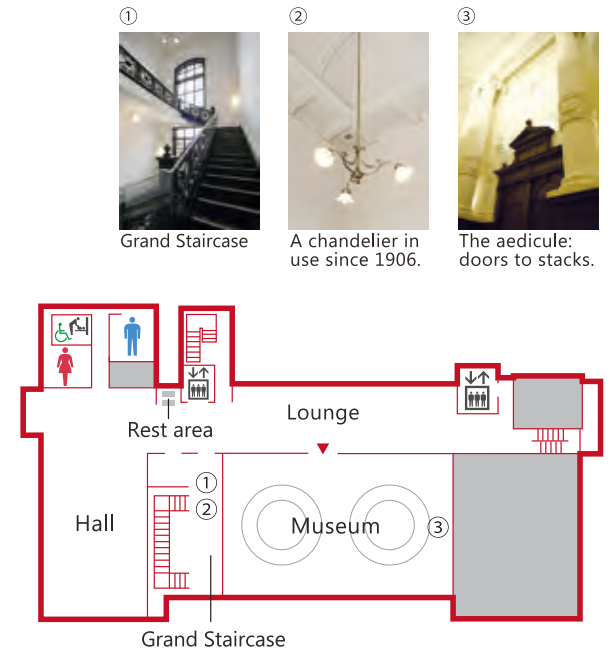 ①
②
③
Grand Staircase
A chandelier in
use since 1906.
The aedicule:
doors to stacks.
Lounge
Rest area
①
②
Hall
Museum
③
Grand Staircase